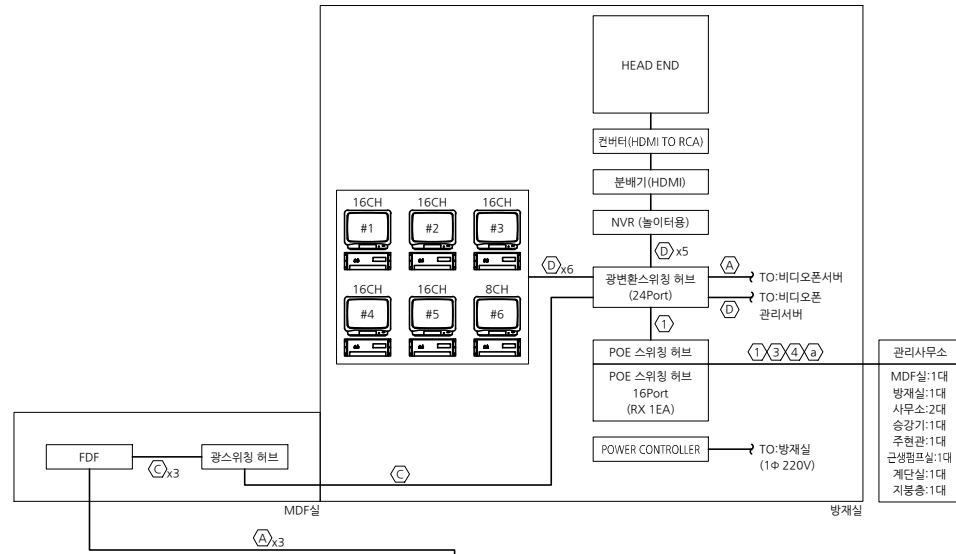 HEAD END
컨버터(HDMI TO RCA)
분배기(HDMI)
NVR (놀이터용)
D x5
16CH 16CH 16CH
#1 #2 #3
16CH 16CH 8CH
#4 #5 #6
D x6
광변환스위칭 허브
(24Port)
A
TO:비디오폰서버
D
TO:비디오폰
관리서버
1
POE 스위칭 허브
POE 스위칭 허브
16Port
(RX 1EA)
1 3 4 a
관리사무소
MDF실:1대
방재실:1대
사무소:2대
승강기:1대
주현관:1대
근생펌프실:1대
계단실:1대
지붕층:1대
POWER CONTROLLER
TO:방재실
(1Φ 220V)
FDF
C x3
광스위칭 허브
C
MDF실
방재실
A x3